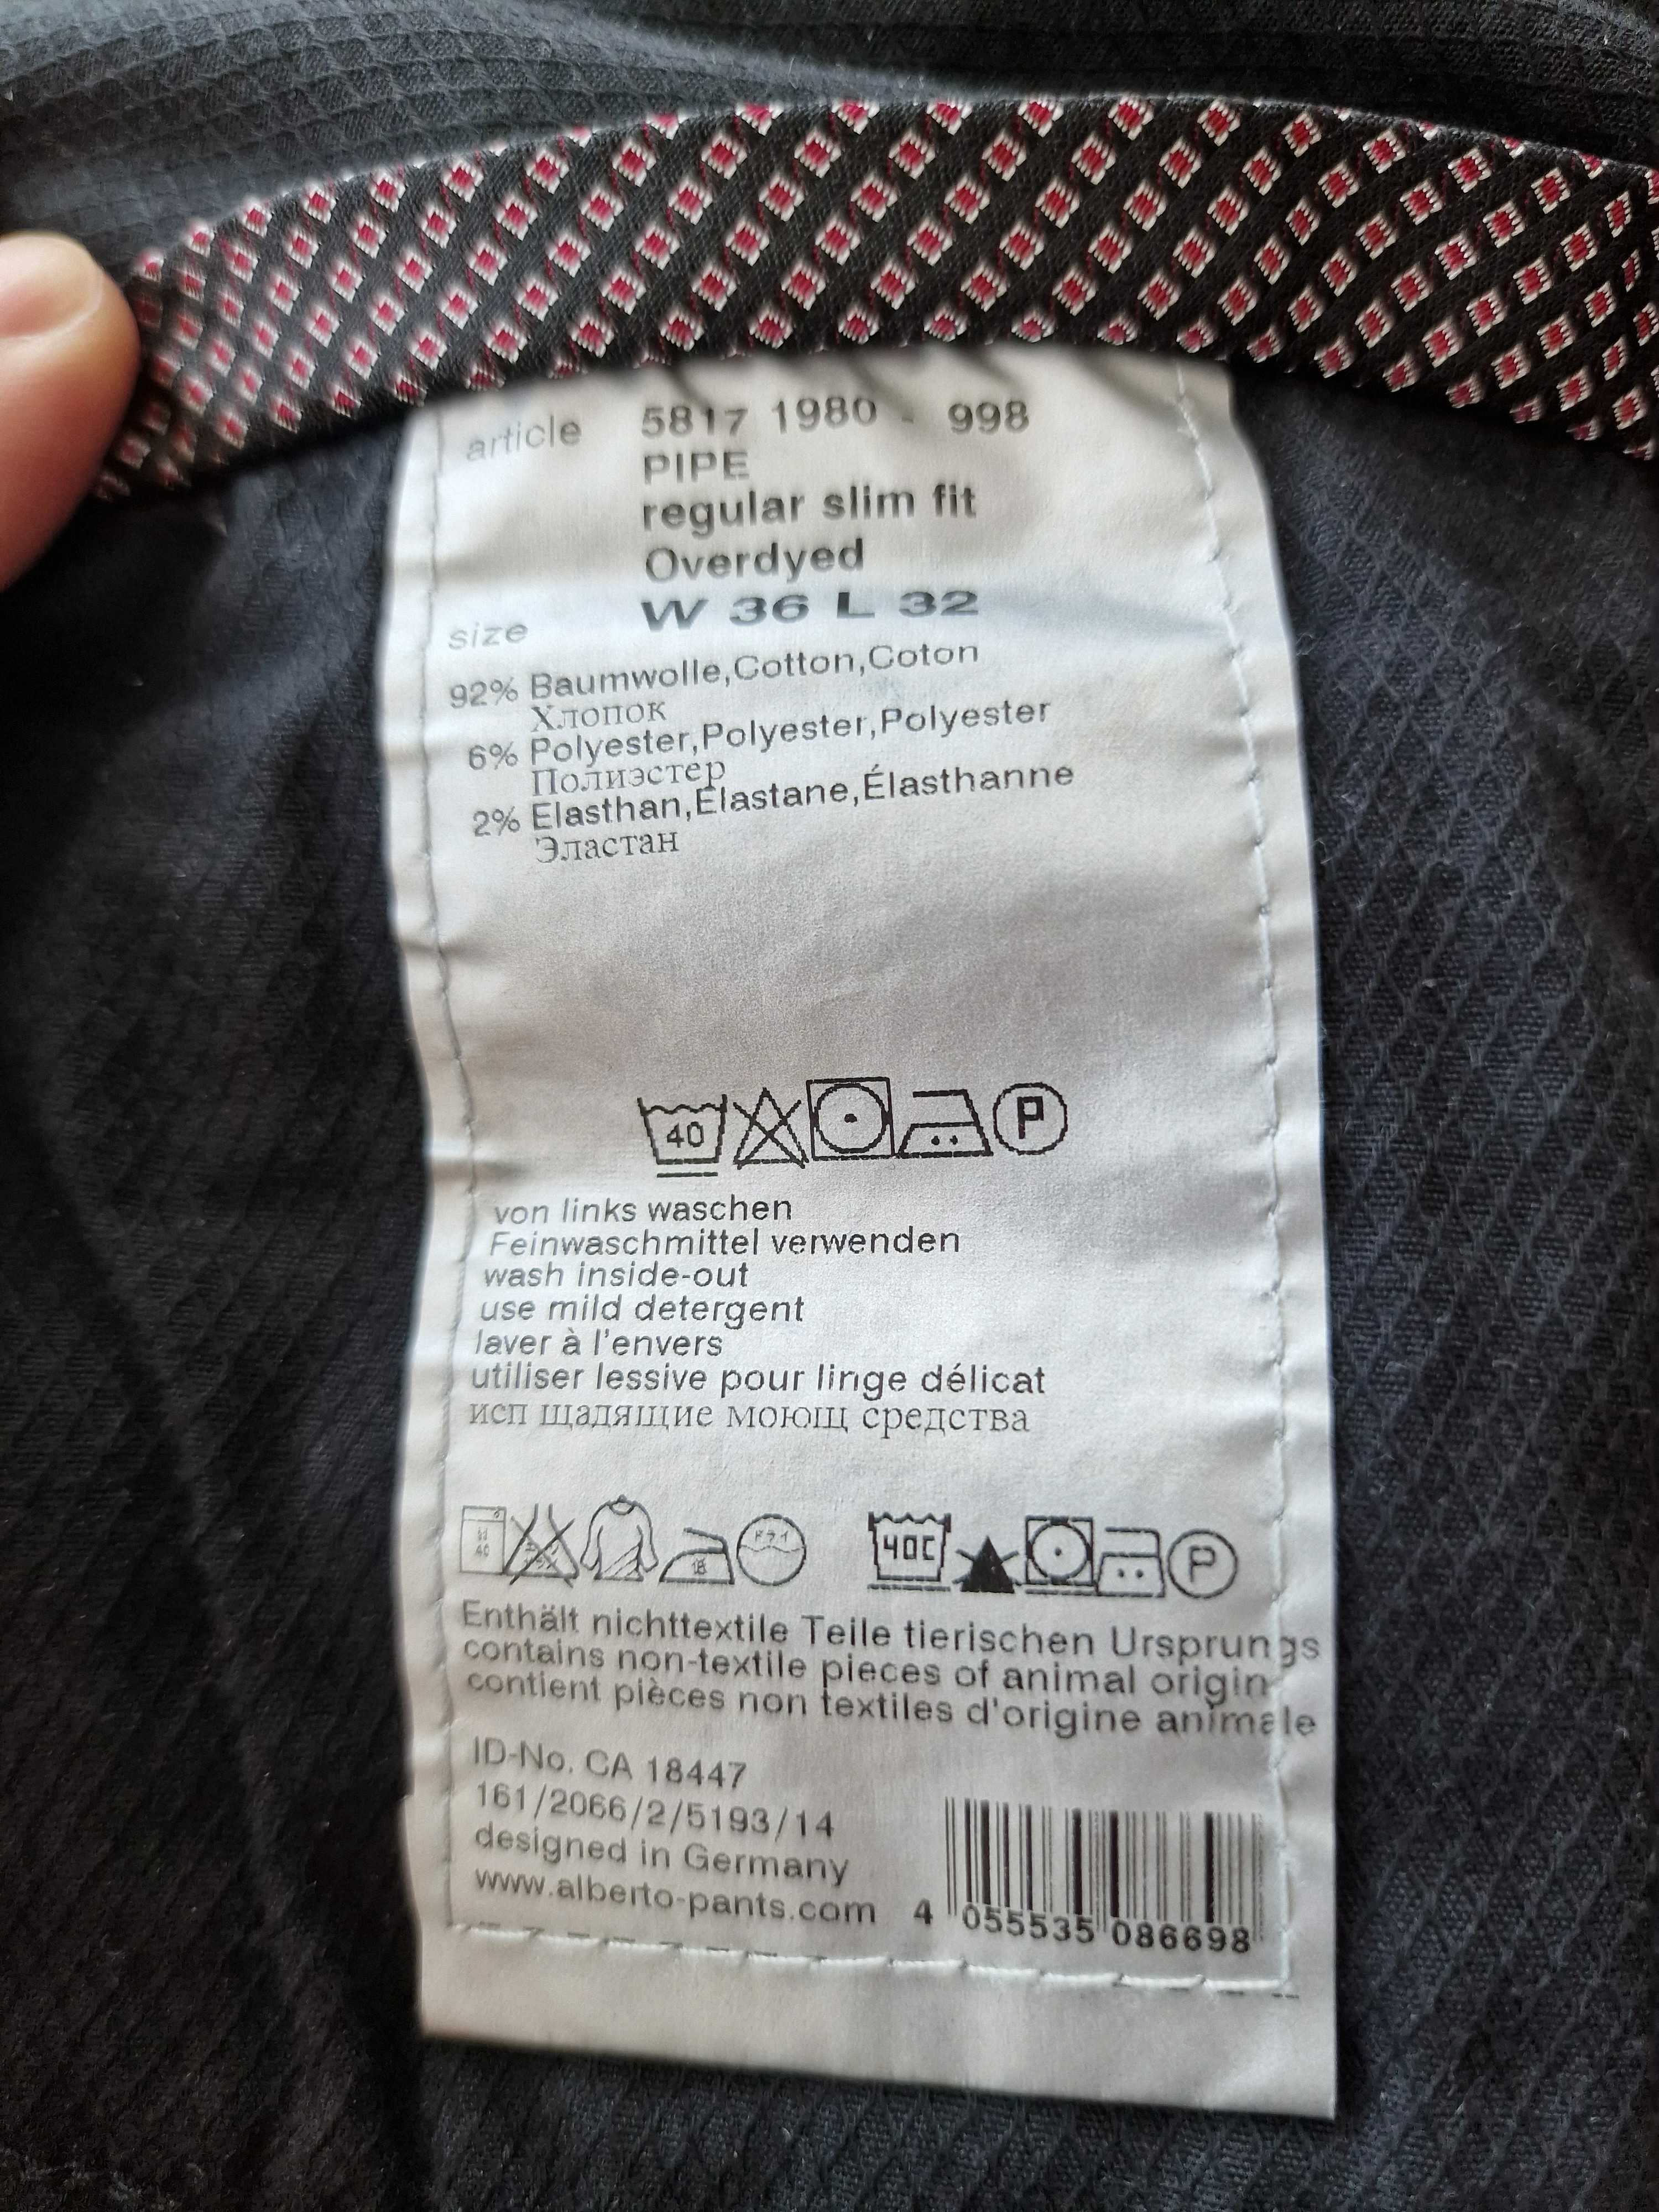 article 5817 1980 - 998
PIPE
regular slim fit
Overdyed
size W 36 L 32
92% Baumwolle,Cotton,Coton
Хлопок
6% Polyester,Polyester,Polyester
Полиэстер
2% Elasthan,Elastane,Élasthanne
Эластан
40 P
von links waschen
Feinwaschmittel verwenden
wash inside-out
use mild detergent
laver à l'envers
utiliser lessive pour linge délicat
исп щадящие моющ средства
40 40C P
Enthält nichttextile Teile tierischen Ursprungs
contains non-textile pieces of animal origin
contient pièces non textiles d'origine animale
ID-No. CA 18447
161/2066/2/5193/14
designed in Germany
www.alberto-pants.com
4 055535 086698